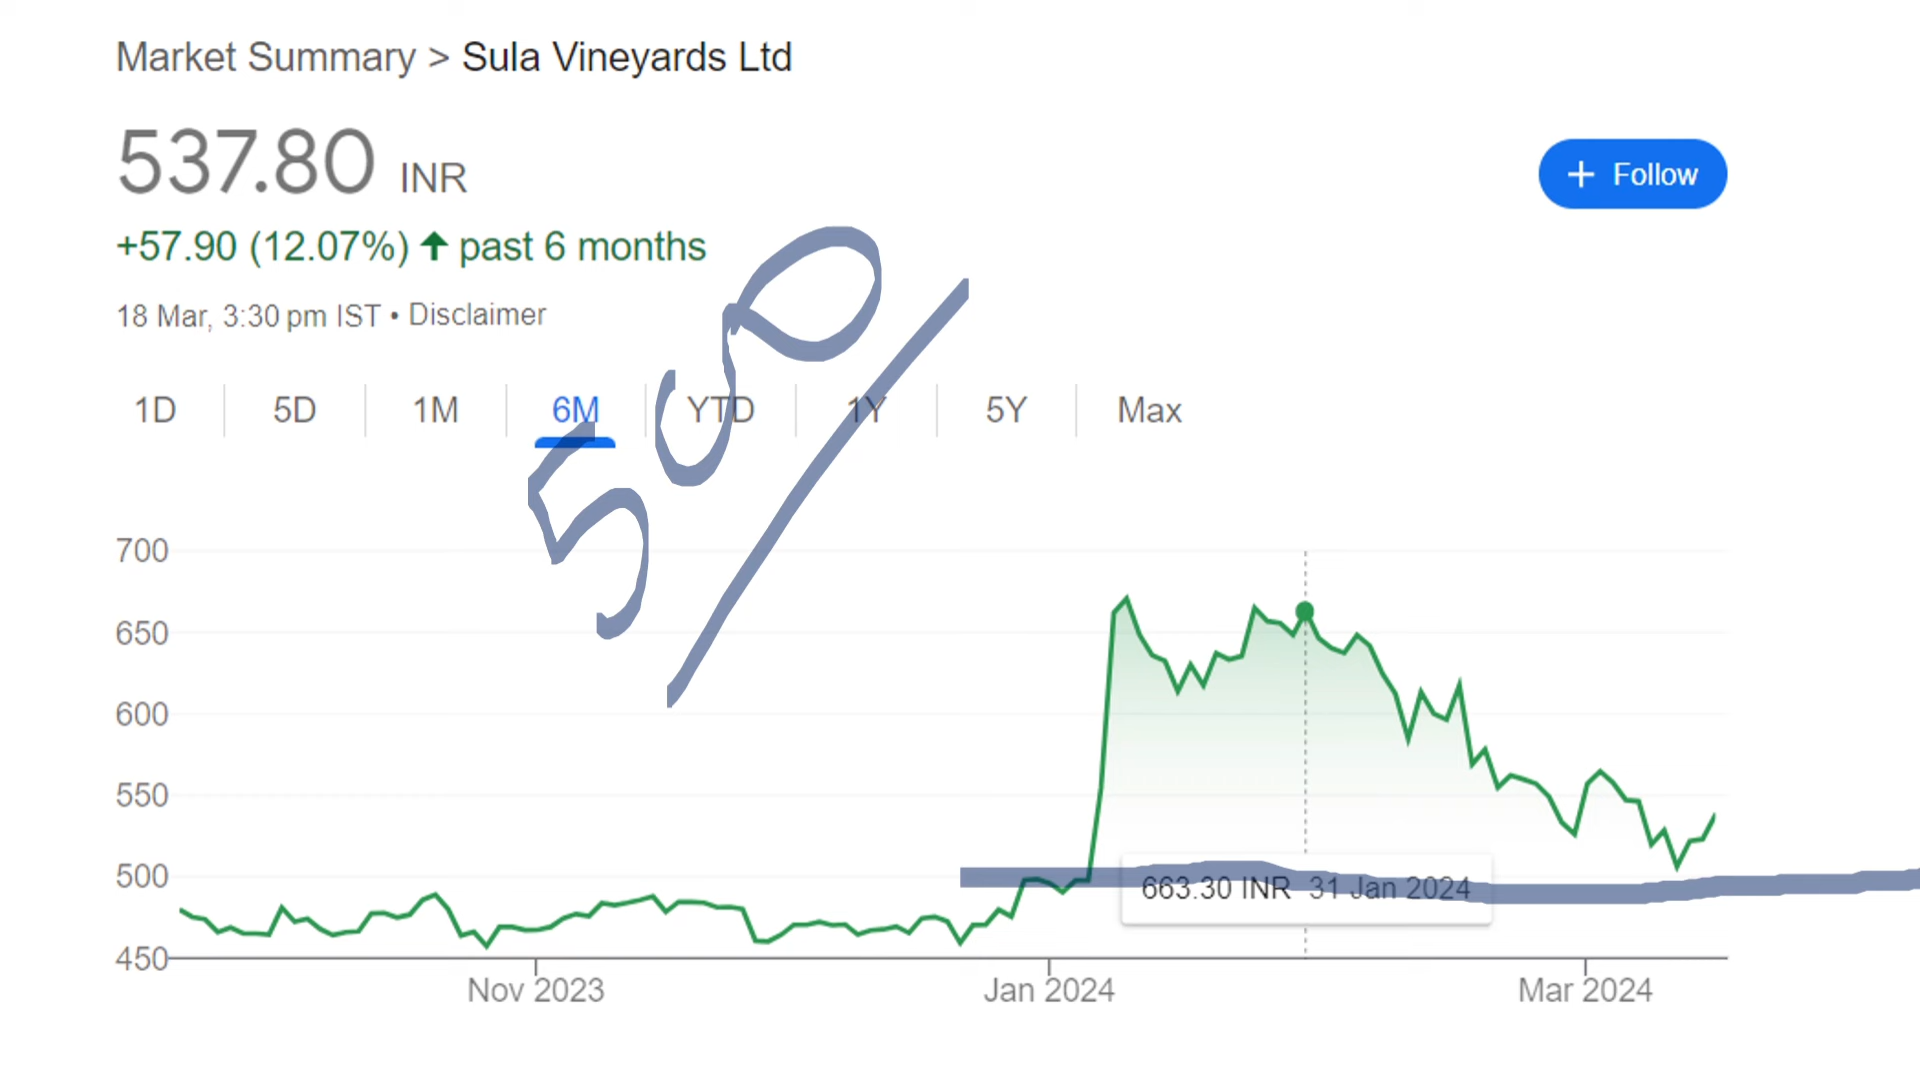 Market Summary > Sula Vineyards Ltd
537.80 INR
+ Follow
+57.90 (12.07%) ↑ past 6 months
18 Mar, 3:30 pm IST • Disclaimer
1D 5D 1M 6M YTD 1Y 5Y Max
500
700
650
600
550
500
450
663.30 INR 31 Jan 2024
Nov 2023 Jan 2024 Mar 2024